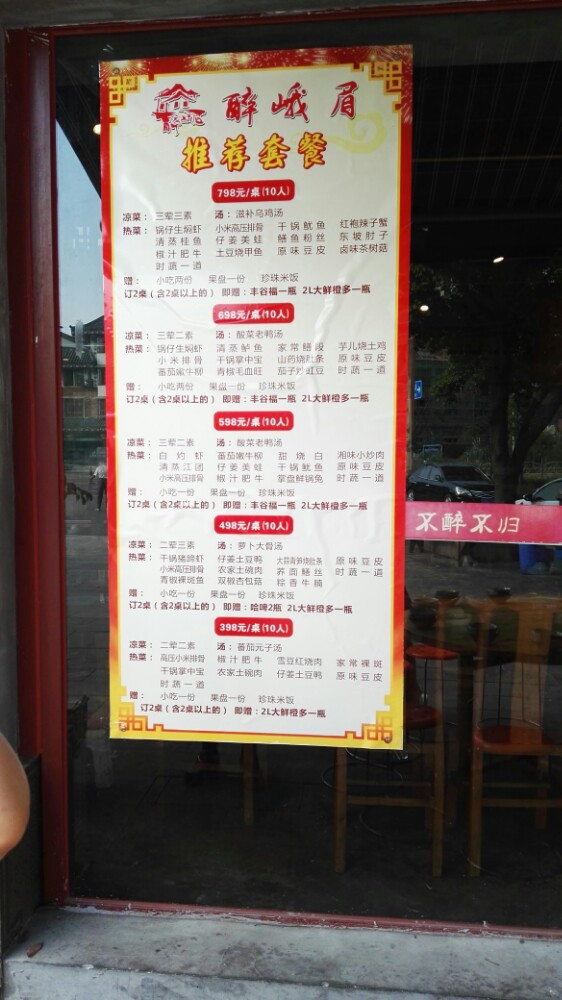 醉峨眉
推荐套餐
798元/桌(10人)
凉菜： 三荤三素 汤：滋补乌鸡汤
热菜： 锅仔生焗虾 小米高压排骨 干锅鱿鱼 红袍辣子蟹
清蒸桂鱼 仔姜美蛙 鳝鱼粉丝 东坡肘子
椒汁肥牛 土豆烧甲鱼 原味豆皮 卤味茶树菇
时蔬一道
赠： 小吃两份 果盘一份 珍珠米饭
订2桌（含2桌以上的）即赠：丰谷福一瓶 2L大鲜橙多一瓶
698元/桌(10人)
凉菜： 三荤二素 汤：酸菜老鸭汤
热菜： 锅仔生焗虾 清蒸鲈鱼 家常鳝段 芋儿烧土鸡
小米排骨 干锅掌中宝 山药烧肚条 原味豆皮
番茄嫩牛柳 青椒毛血旺 茄子炒豇豆 时蔬一道
赠： 小吃两份 果盘一份 珍珠米饭
订2桌（含2桌以上的）即赠：丰谷福一瓶 2L大鲜橙多一瓶
598元/桌(10人)
凉菜： 三荤二素 汤：酸菜老鸭汤
热菜： 白灼虾 番茄嫩牛柳 甜烧白 湘味小炒肉
清蒸江团 仔姜美蛙 干锅鱿鱼 原味豆皮
小米高压排骨 椒汁肥牛 掌盘鲜锅兔 时蔬一道
赠： 小吃一份 果盘一份 珍珠米饭
订2桌（含2桌以上的）即赠：丰谷福一瓶 2L大鲜橙多一瓶
498元/桌(10人)
凉菜： 二荤三素 汤：萝卜大骨汤
热菜： 干锅猪蹄虾 仔姜土豆鸭 大蒜青笋烧肚条 原味豆皮
小米高压排骨 农家土碗肉 荞面鳝丝 时蔬一道
青椒裸斑鱼 双椒杏包菇 粽香牛腩
赠： 小吃一份 果盘一份 珍珠米饭
订2桌（含2桌以上的）即赠：哈啤2瓶 2L大鲜橙多一瓶
398元/桌(10人)
凉菜： 二荤二素 汤：番茄元子汤
热菜： 高压小米排骨 椒汁肥牛 雪豆红烧肉 家常裸斑
干锅掌中宝 农家土碗肉 仔姜土鸭 原味豆皮
时蔬一道
赠： 小吃一份 果盘一份 珍珠米饭
订2桌（含2桌以上的）即赠：2L大鲜橙多一瓶
不醉不归